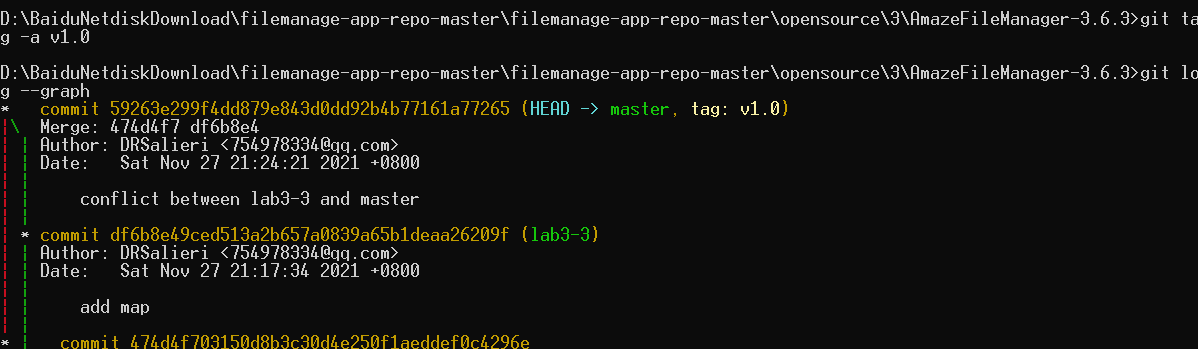 D:\BaiduNetdiskDownload\filemanage-app-repo-master\filemanage-app-repo-master\opensource\3\AmazeFileManager-3.6.3>git ta
g -a v1.0
D:\BaiduNetdiskDownload\filemanage-app-repo-master\filemanage-app-repo-master\opensource\3\AmazeFileManager-3.6.3>git lo
g --graph
*   commit 59263e299f4dd879e843d0dd92b4b77161a77265 (HEAD -> master, tag: v1.0)
|\  Merge: 474d4f7 df6b8e4
| | Author: DRSalieri <754978334@qq.com>
| | Date:   Sat Nov 27 21:24:21 2021 +0800
| |
| |     conflict between lab3-3 and master
| |
| * commit df6b8e49ced513a2b657a0839a65b1deaa26209f (lab3-3)
| | Author: DRSalieri <754978334@qq.com>
| | Date:   Sat Nov 27 21:17:34 2021 +0800
| |
| |     add map
| |
* |   commit 474d4f703150d8b3c30d4e250f1aeddef0c4296e